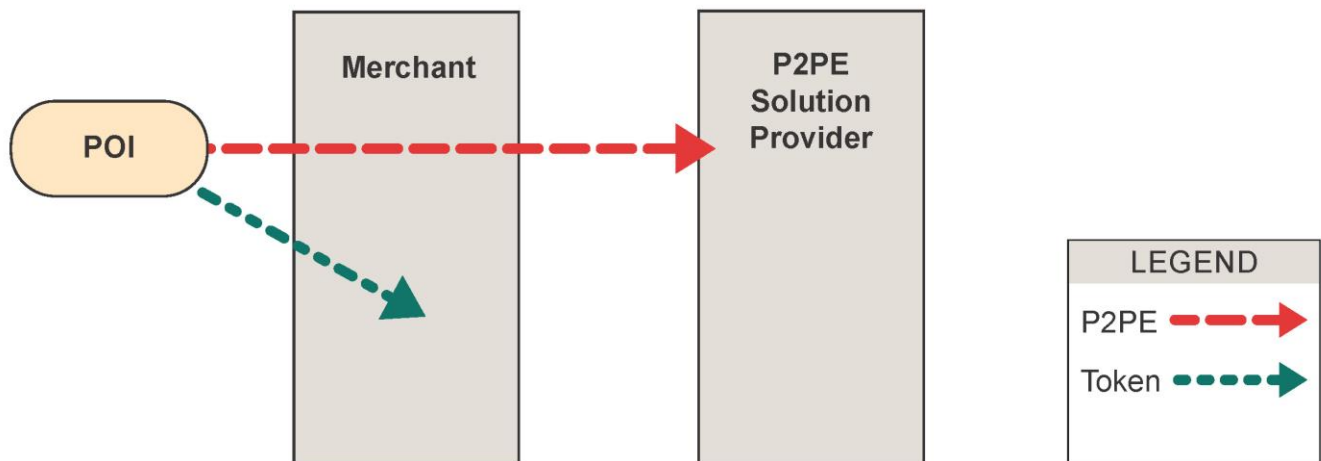 POI
Merchant
P2PE
Solution
Provider
LEGEND
P2PE
Token